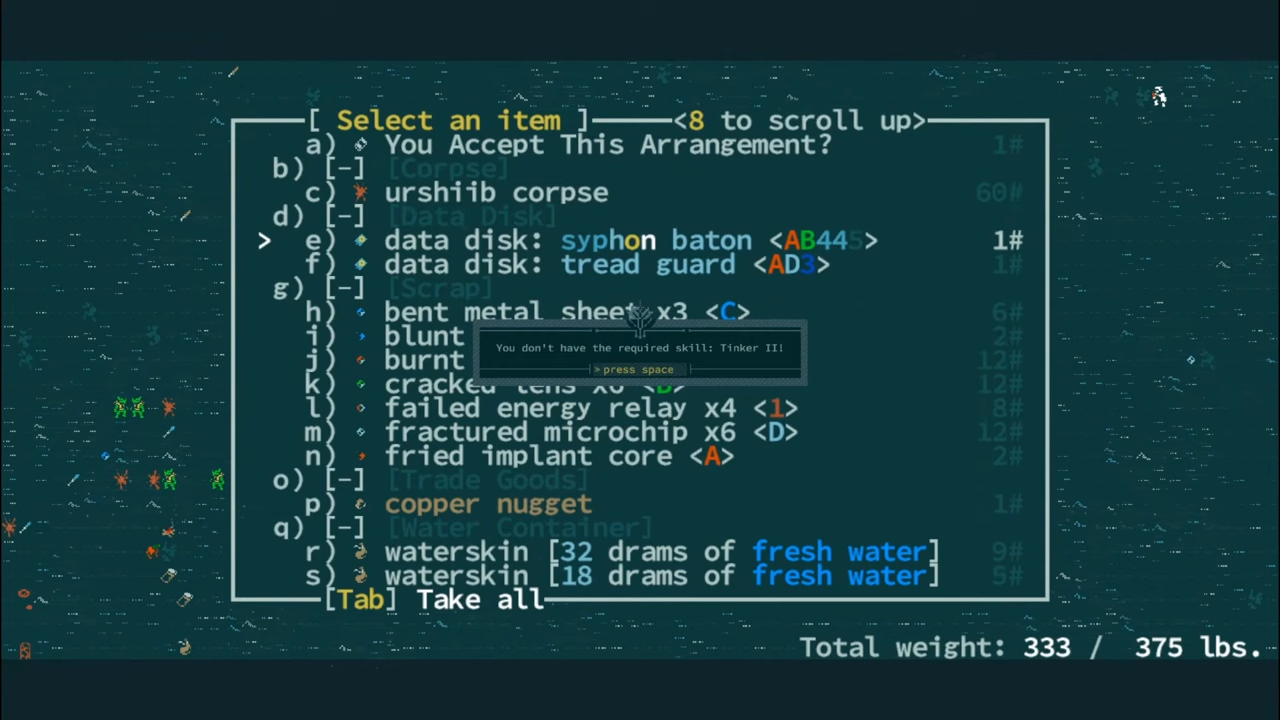 [ Select an item ] <8 to scroll up>
a) You Accept This Arrangement? 1#
b) [-] [Corpse]
c) urshiib corpse 60#
d) [-] [Data Disk]
> e) data disk: syphon baton <AB445> 1#
f) data disk: tread guard <AD3> 1#
g) [-] [Scrap]
h) bent metal sheet x3 <C> 6#
i) blunt 2#
You don't have the required skill: Tinker II!
j) burnt 12#
> press space
k) cracked lens x6 <B> 12#
l) failed energy relay x4 <1> 8#
m) fractured microchip x6 <D> 12#
n) fried implant core <A> 2#
o) [-] [Trade Goods]
p) copper nugget 1#
q) [-] [Water Container]
r) waterskin [32 drams of fresh water] 9#
s) waterskin [18 drams of fresh water] 5#
[Tab] Take all
Total weight: 333 / 375 lbs.